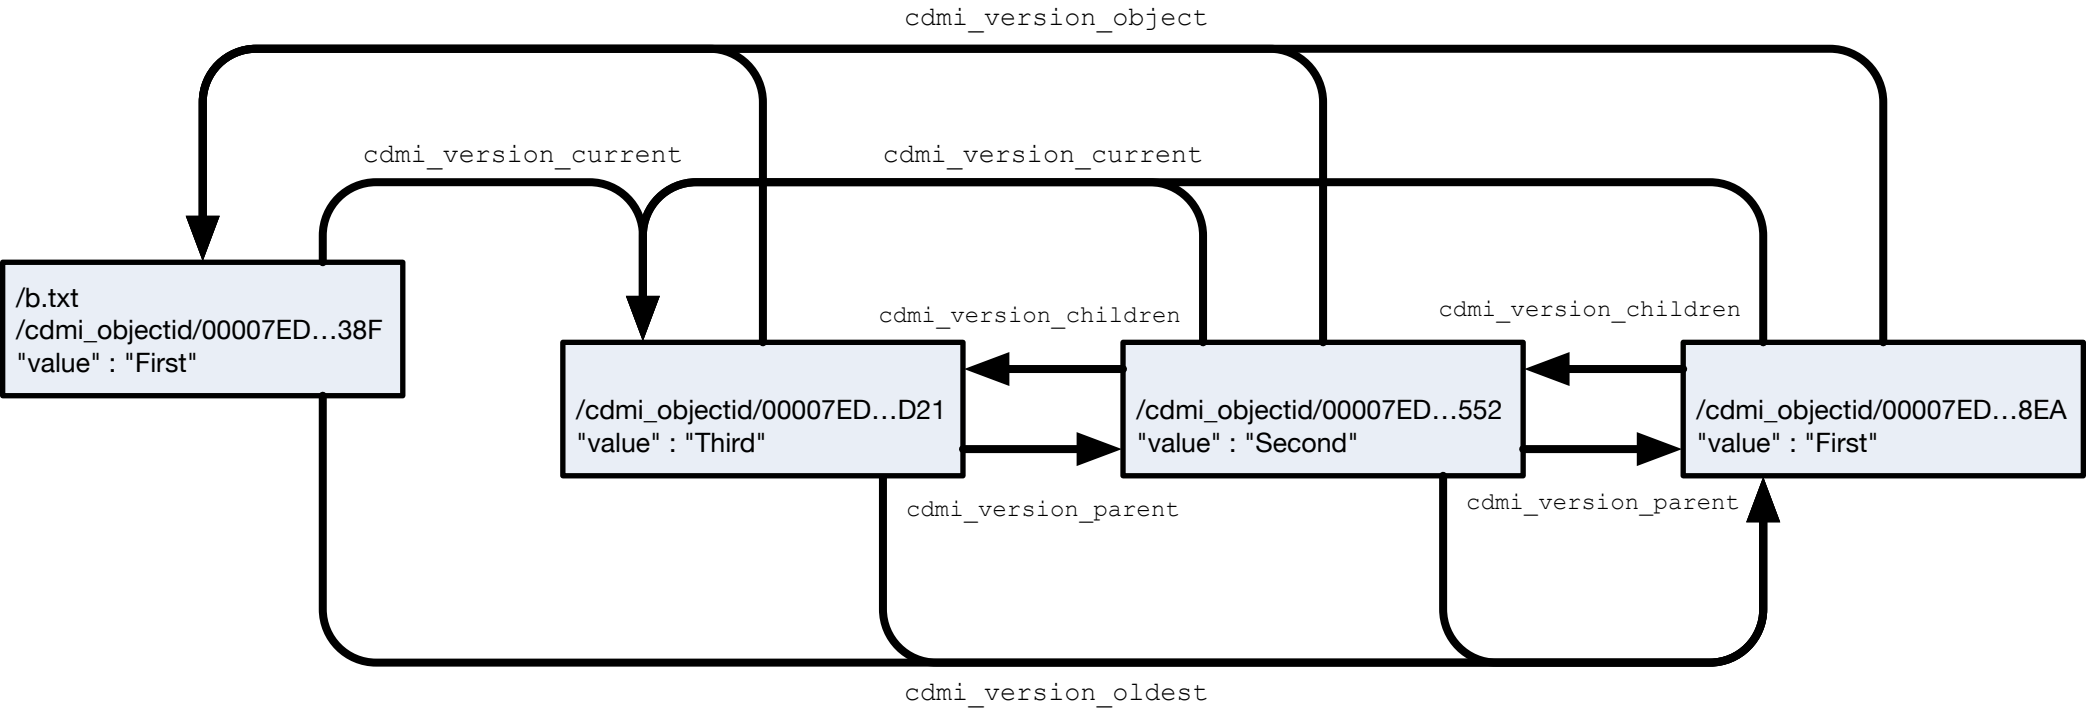 cdmi_version_object
cdmi_version_current
cdmi_version_current
/b.txt
/cdmi_objectid/00007ED...38F
"value" : "First"
cdmi_version_children
cdmi_version_children
/cdmi_objectid/00007ED...D21
"value" : "Third"
/cdmi_objectid/00007ED...552
"value" : "Second"
/cdmi_objectid/00007ED...8EA
"value" : "First"
cdmi_version_parent
cdmi_version_parent
cdmi_version_oldest